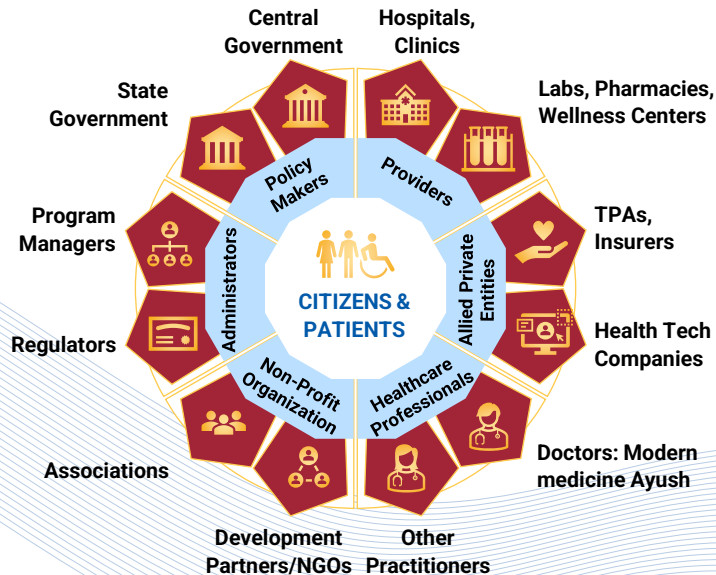 Central
Government
Hospitals,
Clinics
State
Government
Labs, Pharmacies,
Wellness Centers
Policy
Makers
Providers
Program
Managers
TPAs,
Insurers
Administrators
CITIZENS &
PATIENTS
Allied Private
Entities
Regulators
Health Tech
Companies
Non-Profit
Organization
Healthcare
Professionals
Associations
Doctors: Modern
medicine Ayush
Development
Partners/NGOs
Other
Practitioners